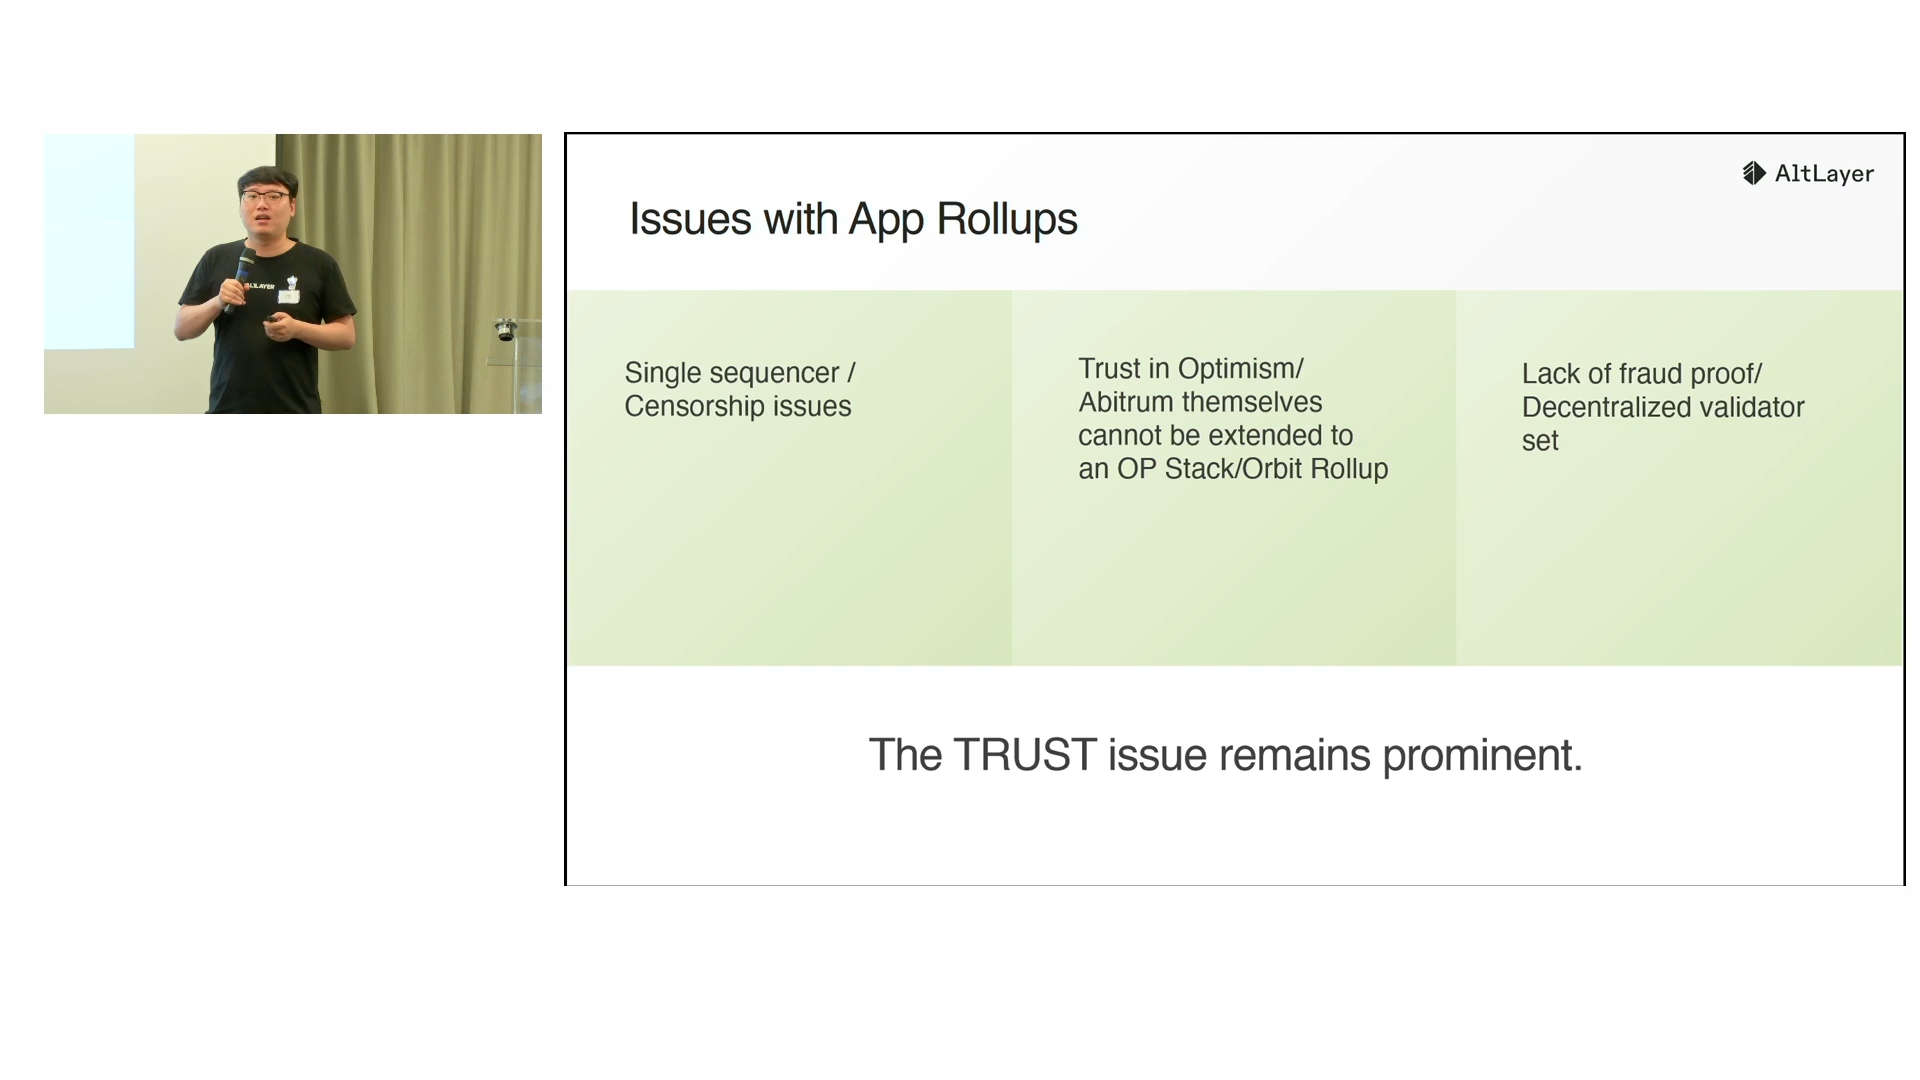 AltLayer
Issues with App Rollups
Single sequencer /
Censorship issues
Trust in Optimism/
Abitrum themselves
cannot be extended to
an OP Stack/Orbit Rollup
Lack of fraud proof/
Decentralized validator
set
The TRUST issue remains prominent.